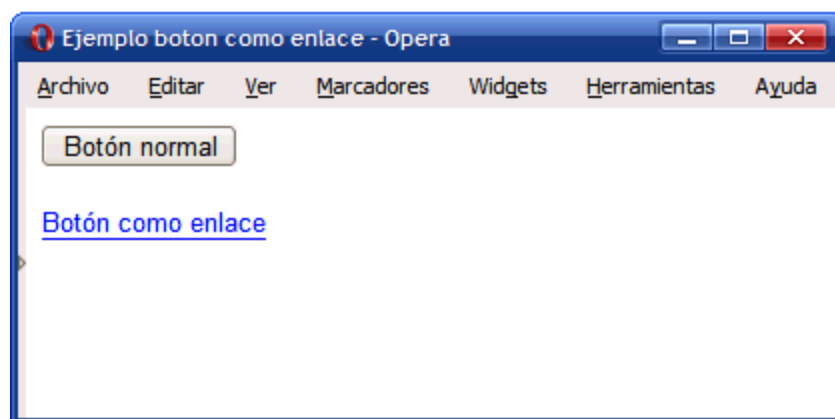 Ejemplo boton como enlace - Opera
Archivo Editar Ver Marcadores Widgets Herramientas Ayuda
Botón normal
Botón como enlace